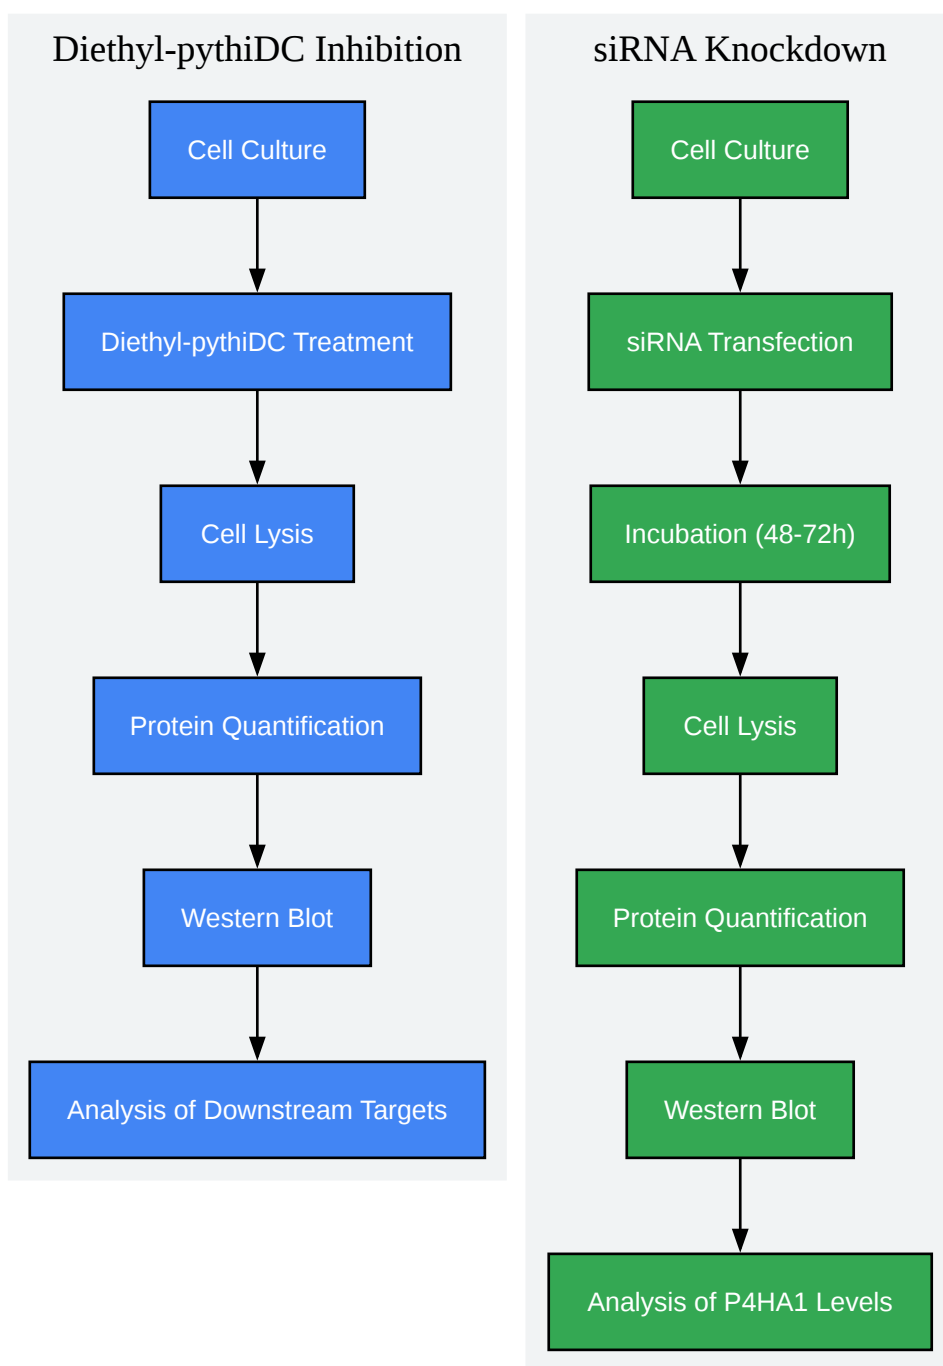 Diethyl-pythiDC Inhibition
Cell Culture
Diethyl-pythiDC Treatment
Cell Lysis
Protein Quantification
Western Blot
Analysis of Downstream Targets
siRNA Knockdown
Cell Culture
siRNA Transfection
Incubation (48-72h)
Cell Lysis
Protein Quantification
Western Blot
Analysis of P4HA1 Levels